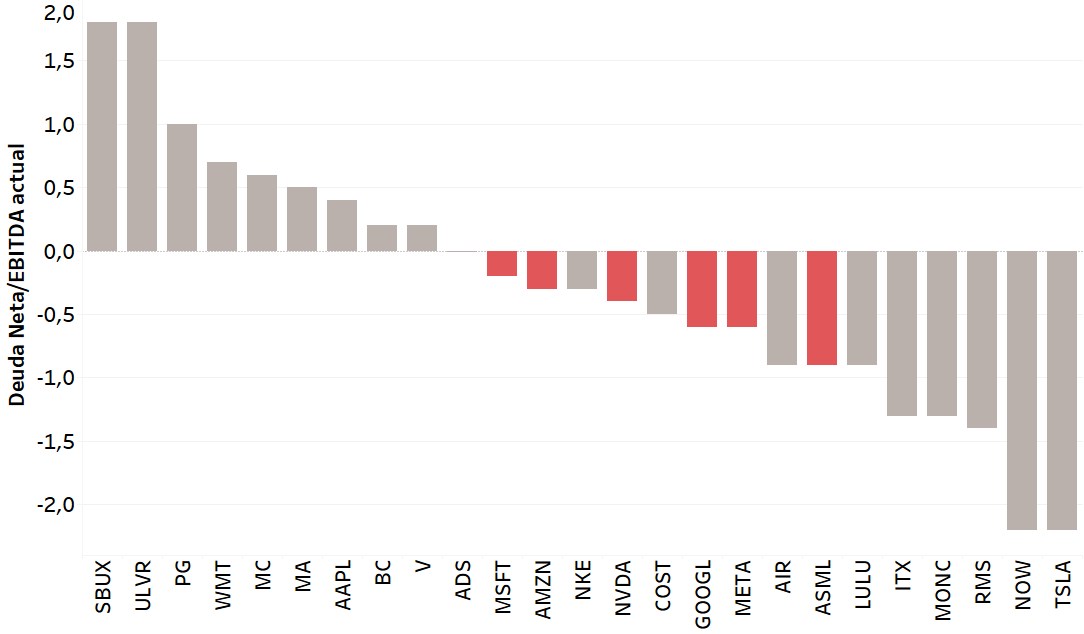 Deuda Neta/EBITDA actual
2,0
1,5
1,0
0,5
0,0
-0,5
-1,0
-1,5
-2,0
SBUX
ULVR
PG
WMT
MC
MA
AAPL
BC
V
ADS
MSFT
AMZN
NKE
NVDA
COST
GOOGL
META
AIR
ASML
LULU
ITX
MONC
RMS
NOW
TSLA